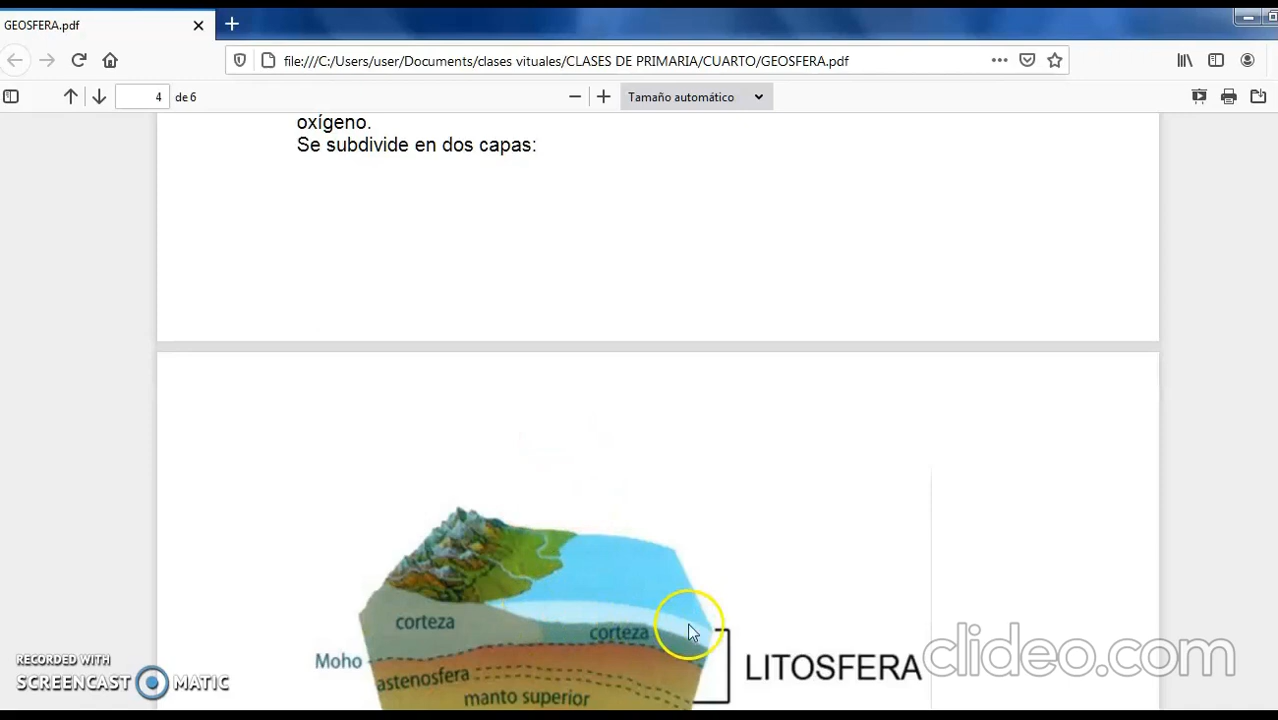 GEOSFERA.pdf
file:///C:/Users/user/Documents/clases vituales/CLASES DE PRIMARIA/CUARTO/GEOSFERA.pdf
4 de 6
Tamaño automático
oxígeno.
Se subdivide en dos capas:
corteza
corteza
Moho
LITOSFERA
astenosfera
manto superior
RECORDED WITH
SCREENCAST MATIC
clideo.com